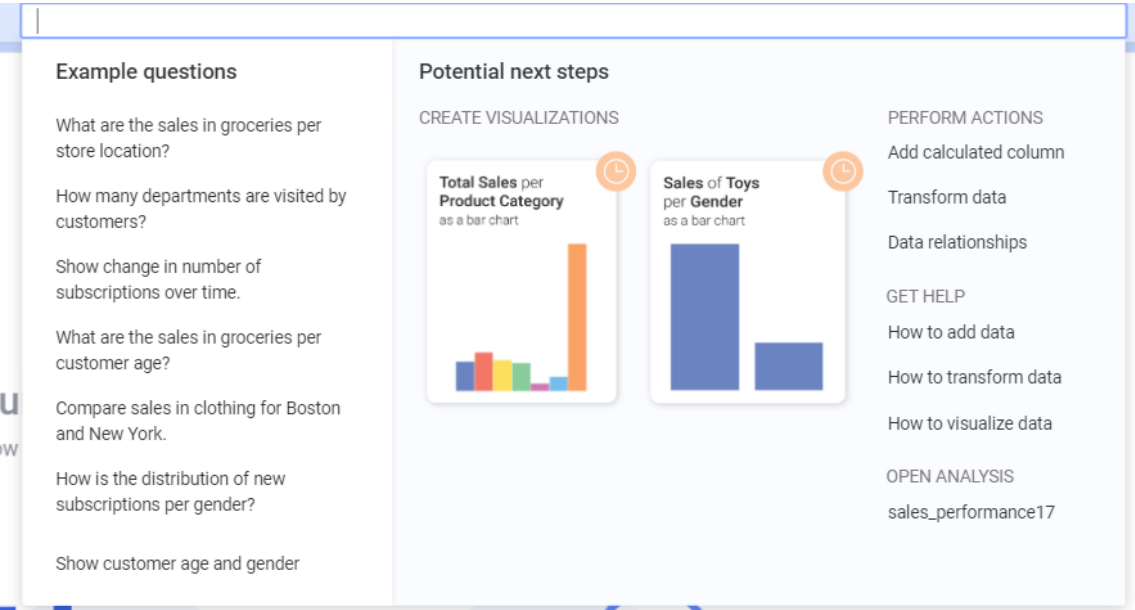 Example questions
What are the sales in groceries per
store location?
How many departments are visited by
customers?
Show change in number of
subscriptions over time.
What are the sales in groceries per
customer age?
Compare sales in clothing for Boston
and New York.
How is the distribution of new
subscriptions per gender?
Show customer age and gender
Potential next steps
CREATE VISUALIZATIONS
Total Sales per
Product Category
as a bar chart
Sales of Toys
per Gender
as a bar chart
PERFORM ACTIONS
Add calculated column
Transform data
Data relationships
GET HELP
How to add data
How to transform data
How to visualize data
OPEN ANALYSIS
sales_performance17